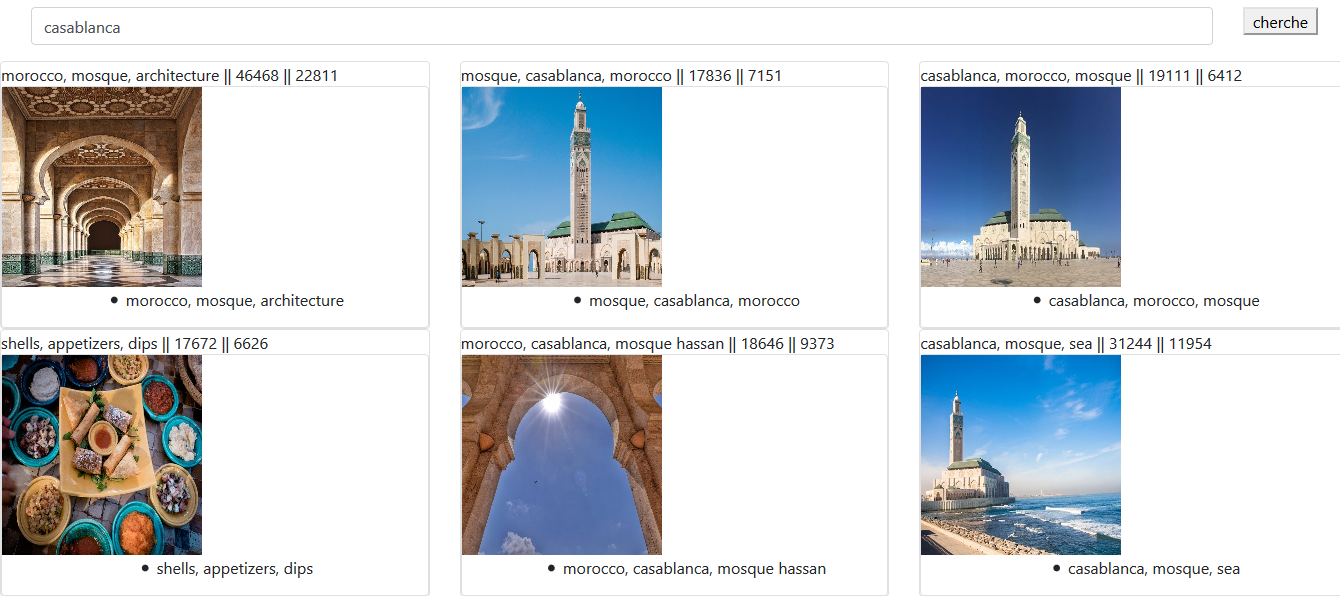 casablanca
cherche
morocco, mosque, architecture || 46468 || 22811
mosque, casablanca, morocco || 17836 || 7151
casablanca, morocco, mosque || 19111 || 6412
• morocco, mosque, architecture
• mosque, casablanca, morocco
• casablanca, morocco, mosque
shells, appetizers, dips || 17672 || 6626
morocco, casablanca, mosque hassan || 18646 || 9373
casablanca, mosque, sea || 31244 || 11954
• shells, appetizers, dips
• morocco, casablanca, mosque hassan
• casablanca, mosque, sea